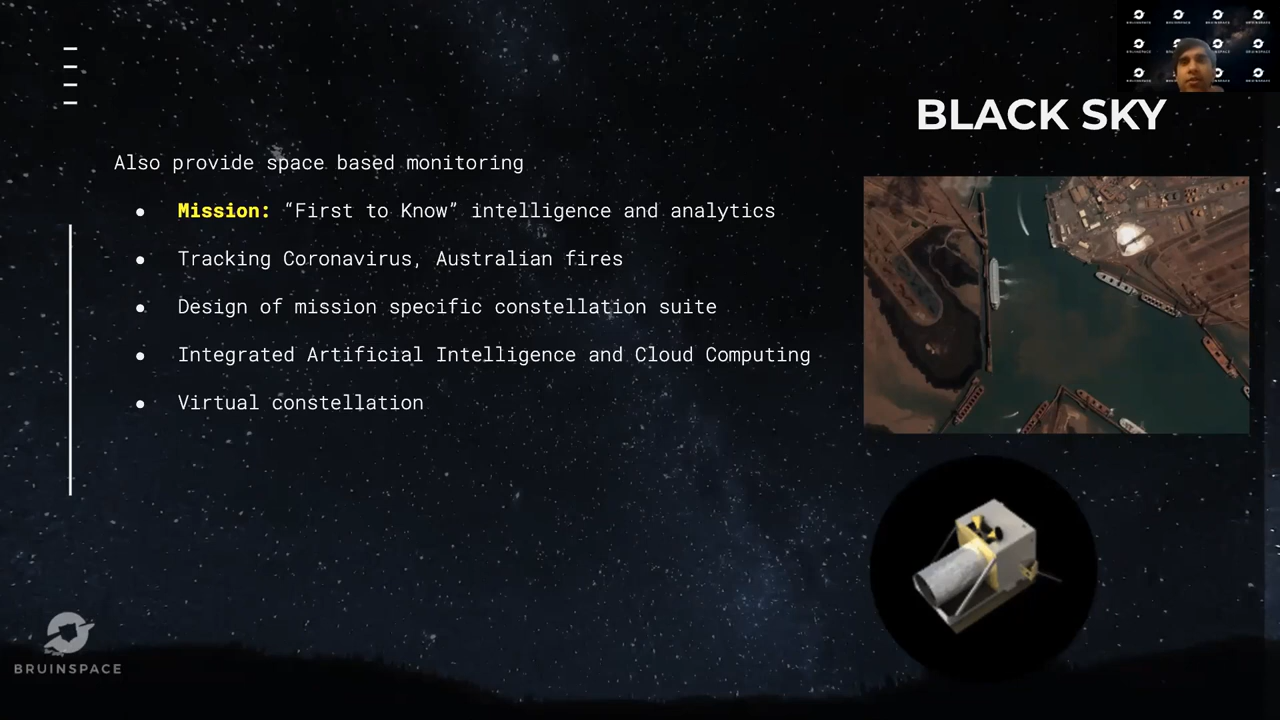 BLACK SKY
Also provide space based monitoring
● Mission: “First to Know” intelligence and analytics
● Tracking Coronavirus, Australian fires
● Design of mission specific constellation suite
● Integrated Artificial Intelligence and Cloud Computing
● Virtual constellation
BRUINSPACE